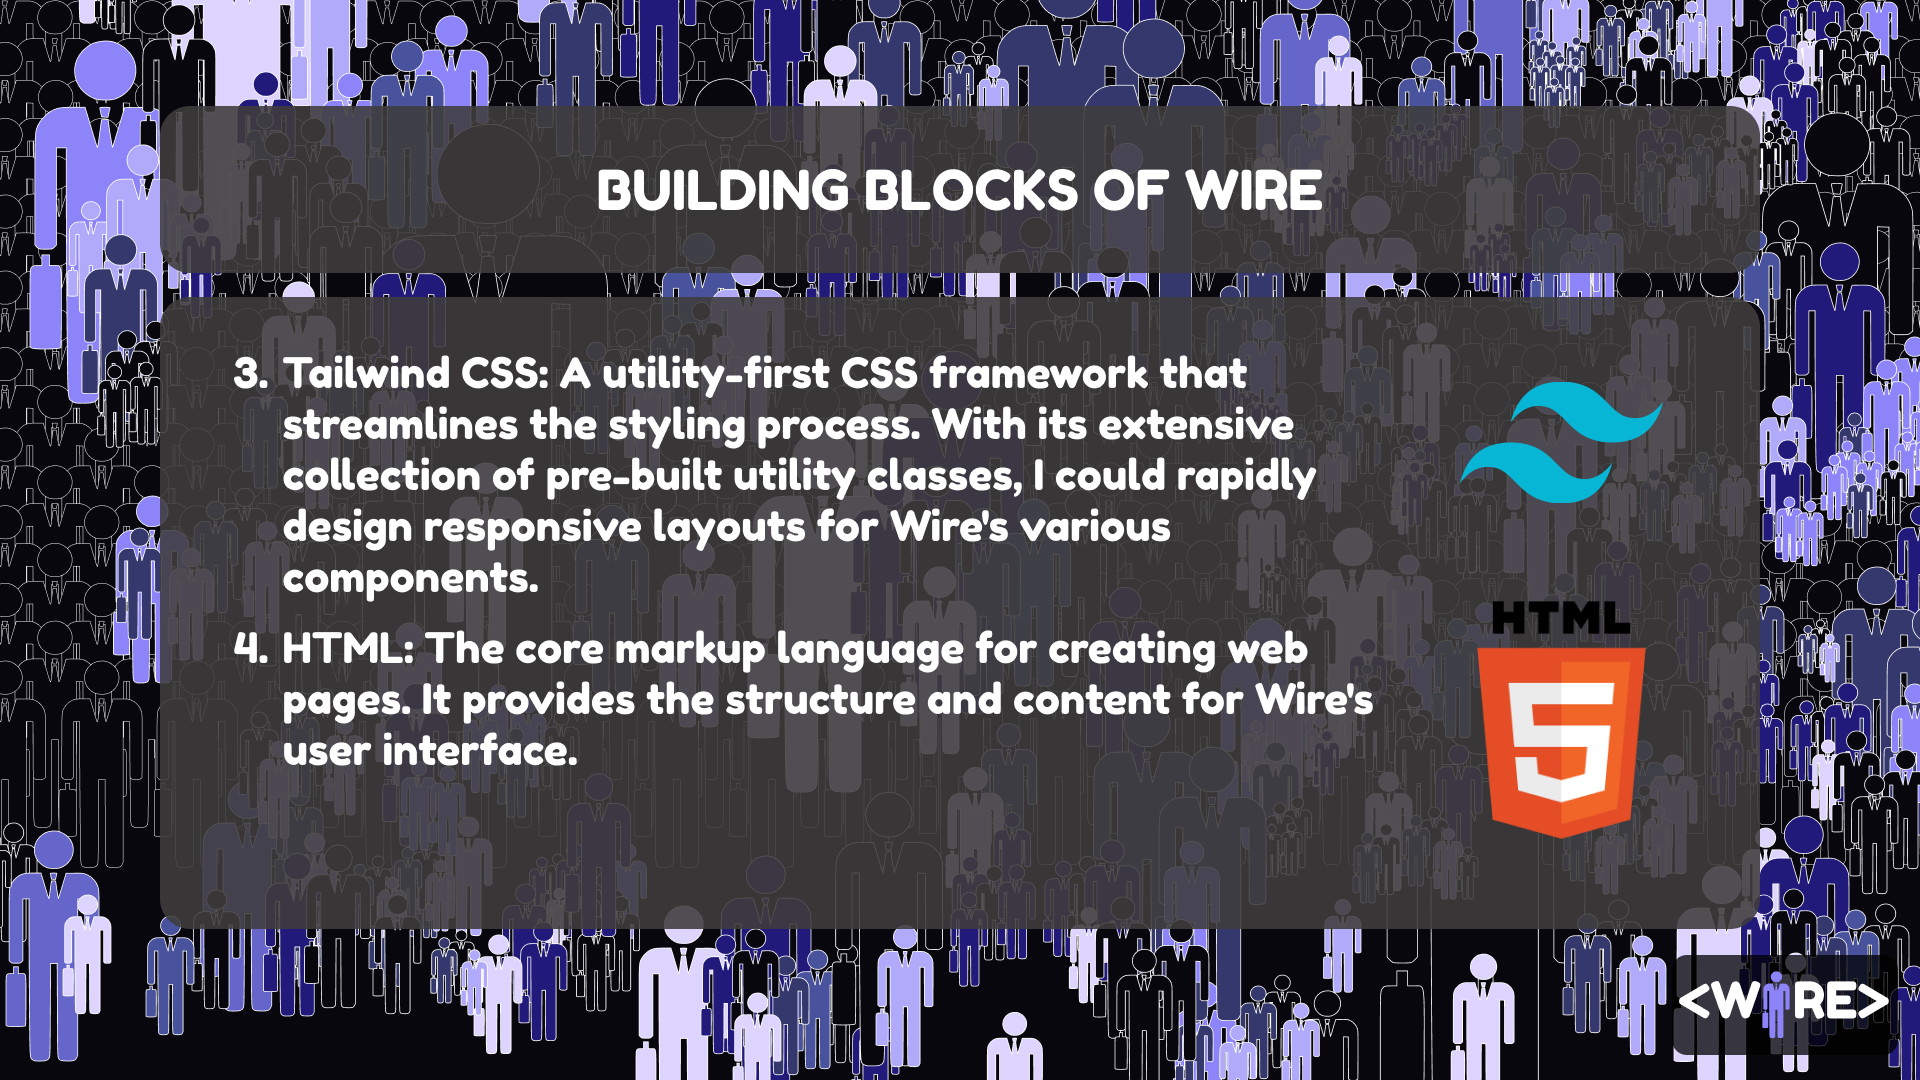 BUILDING BLOCKS OF WIRE
3. Tailwind CSS: A utility-first CSS framework that
streamlines the styling process. With its extensive
collection of pre-built utility classes, I could rapidly
design responsive layouts for Wire's various
components.
4. HTML: The core markup language for creating web
pages. It provides the structure and content for Wire's
user interface.
HTML
5
<W RE>